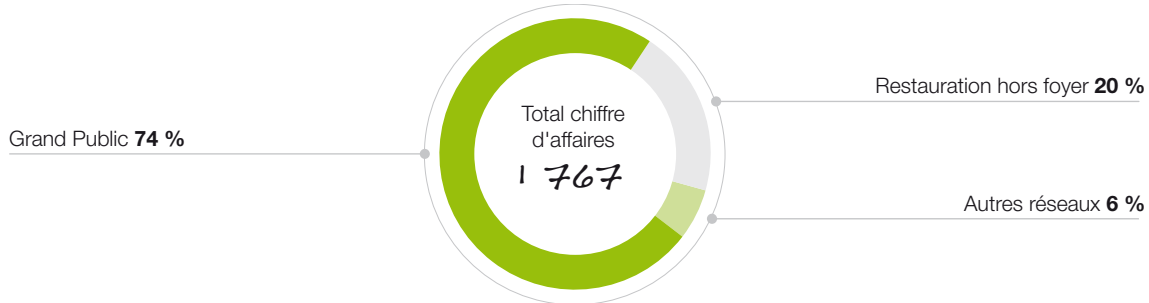 Total chiffre
d'affaires
1 767
Grand Public 74 %
Restauration hors foyer 20 %
Autres réseaux 6 %